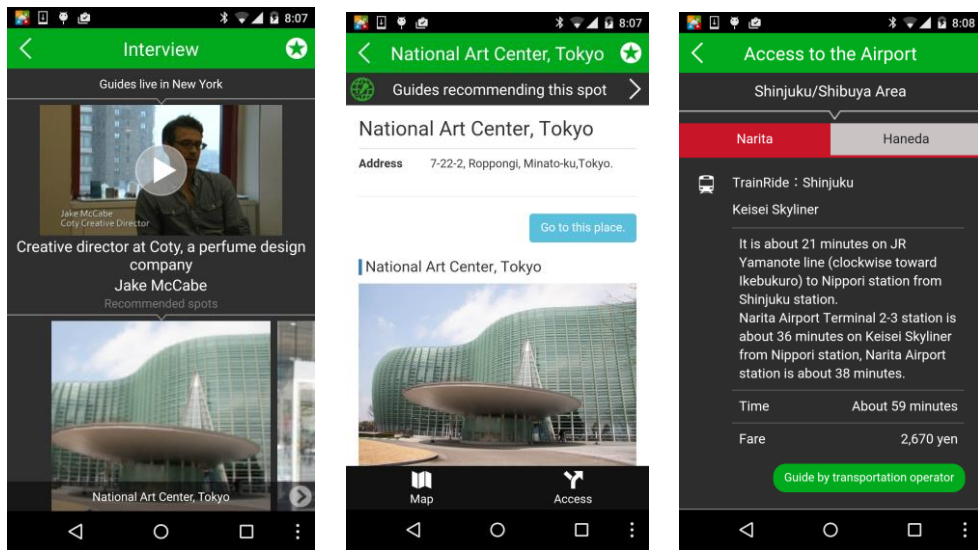 8:07
Interview
Guides live in New York
Jake McCabe
Coty Creative Director
Creative director at Coty, a perfume design
company
Jake McCabe
Recommended spots
National Art Center, Tokyo
8:07
National Art Center, Tokyo
Guides recommending this spot
National Art Center, Tokyo
Address 7-22-2, Roppongi, Minato-ku,Tokyo.
Go to this place.
National Art Center, Tokyo
Map Access
8:08
Access to the Airport
Shinjuku/Shibuya Area
Narita Haneda
TrainRide：Shinjuku
Keisei Skyliner
It is about 21 minutes on JR
Yamanote line (clockwise toward
Ikebukuro) to Nippori station from
Shinjuku station.
Narita Airport Terminal 2-3 station is
about 36 minutes on Keisei Skyliner
from Nippori station, Narita Airport
station is about 38 minutes.
Time About 59 minutes
Fare 2,670 yen
Guide by transportation operator